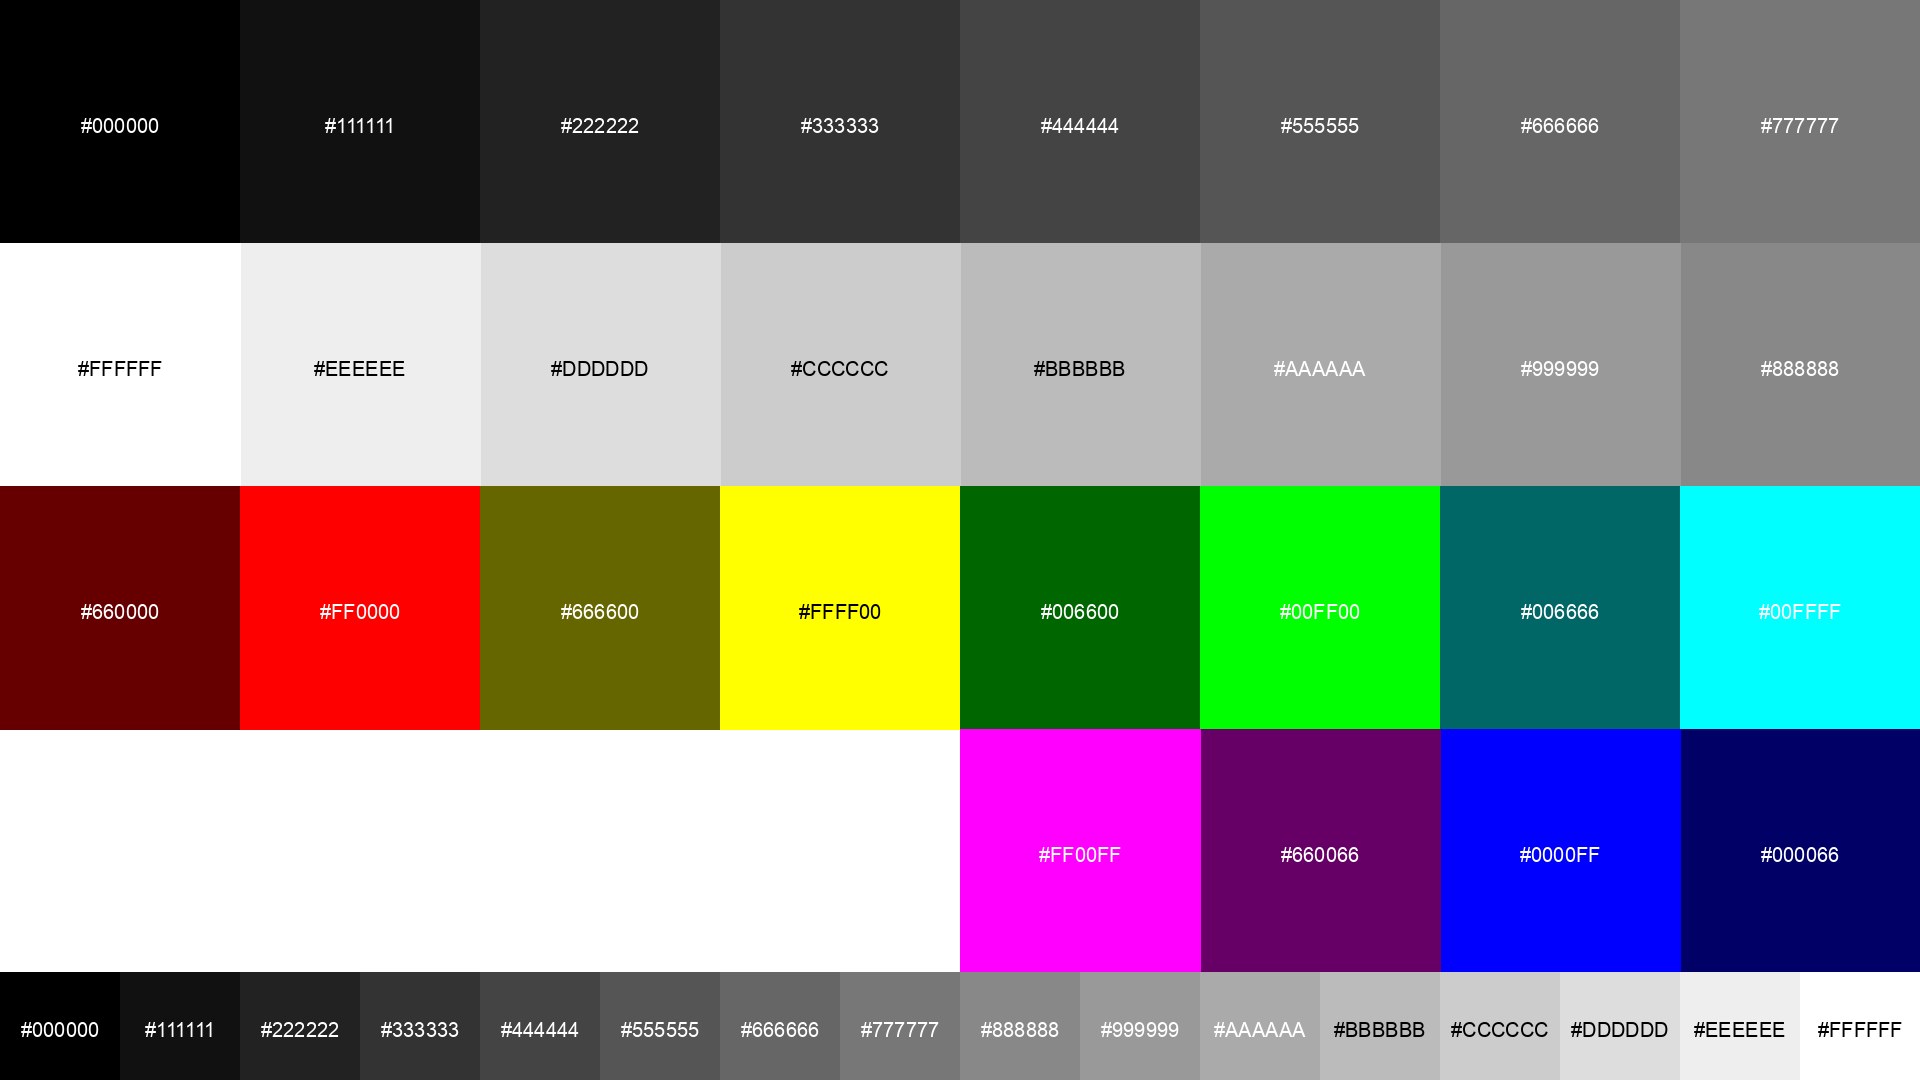 #000000 #111111 #222222 #333333 #444444 #555555 #666666 #777777
#FFFFFF #EEEEEE #DDDDDD #CCCCCC #BBBBBB #AAAAAA #999999 #888888
#660000 #FF0000 #666600 #FFFF00 #006600 #00FF00 #006666 #00FFFF
#FF00FF #660066 #0000FF #000066
#000000 #111111 #222222 #333333 #444444 #555555 #666666 #777777 #888888 #999999 #AAAAAA #BBBBBB #CCCCCC #DDDDDD #EEEEEE #FFFFFF